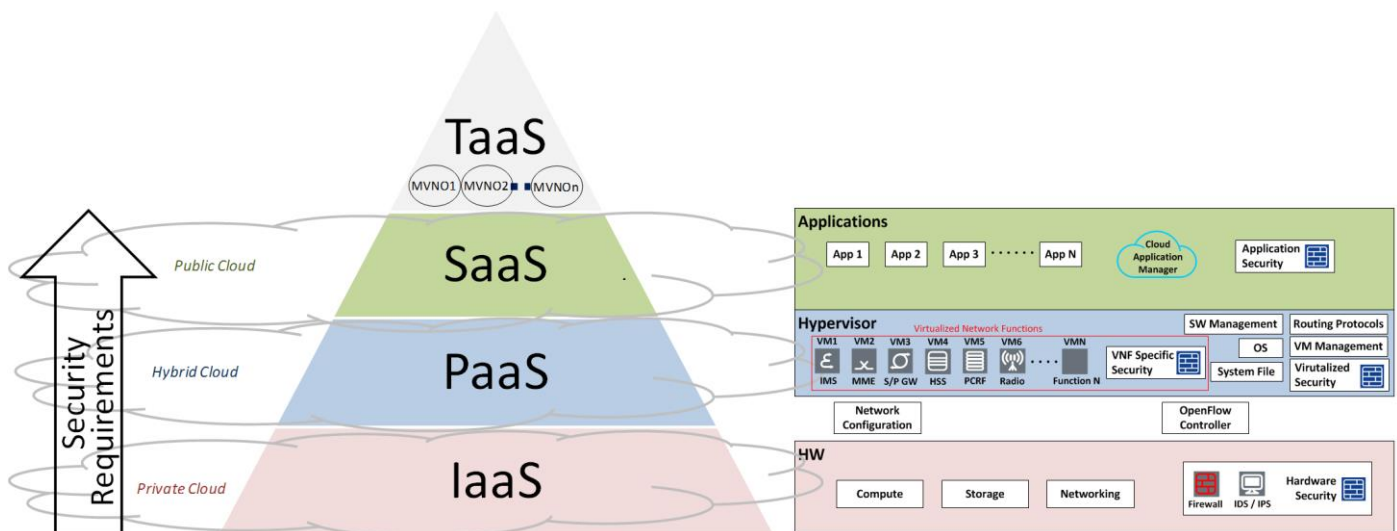 TaaS
MVNO1 MVNO2 MVNOn
SaaS
PaaS
IaaS
Public Cloud
Hybrid Cloud
Private Cloud
Security
Requirements
Applications
App 1 App 2 App 3 ...... App N
Cloud
Application
Manager
Application
Security
Hypervisor
Virtualized Network Functions
VM1 VM2 VM3 VM4 VM5 VM6 VMN
IMS MME S/P GW HSS PCRF Radio .... Function N
VNF Specific
Security
SW Management
Routing Protocols
OS
VM Management
System File
Virutalized
Security
Network
Configuration
OpenFlow
Controller
HW
Compute
Storage
Networking
Firewall
IDS / IPS
Hardware
Security